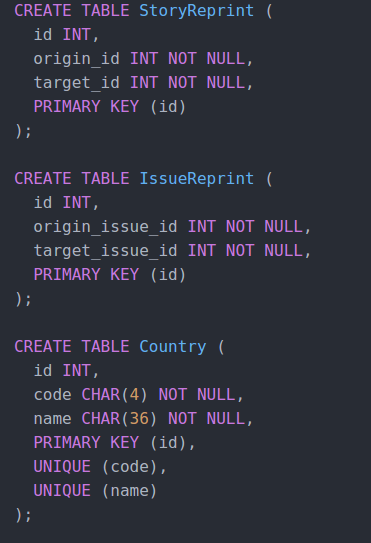 CREATE TABLE StoryReprint (
  id INT,
  origin_id INT NOT NULL,
  target_id INT NOT NULL,
  PRIMARY KEY (id)
);

CREATE TABLE IssueReprint (
  id INT,
  origin_issue_id INT NOT NULL,
  target_issue_id INT NOT NULL,
  PRIMARY KEY (id)
);

CREATE TABLE Country (
  id INT,
  code CHAR(4) NOT NULL,
  name CHAR(36) NOT NULL,
  PRIMARY KEY (id),
  UNIQUE (code),
  UNIQUE (name)
);